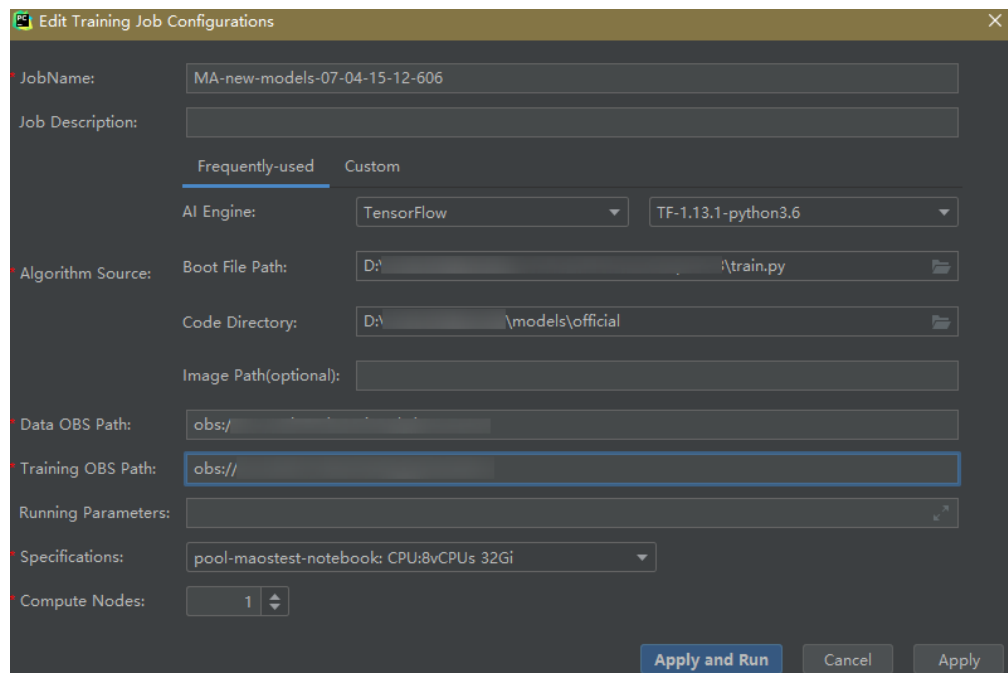 PC Edit Training Job Configurations
* JobName: MA-new-models-07-04-15-12-606
Job Description:
Frequently-used Custom
AI Engine: TensorFlow TF-1.13.1-python3.6
* Algorithm Source:
Boot File Path: D:\ \train.py
Code Directory: D:\ \models\official
Image Path(optional):
* Data OBS Path: obs:/
* Training OBS Path: obs://
Running Parameters:
* Specifications: pool-maostest-notebook: CPU:8vCPUs 32Gi
* Compute Nodes: 1
Apply and Run Cancel Apply